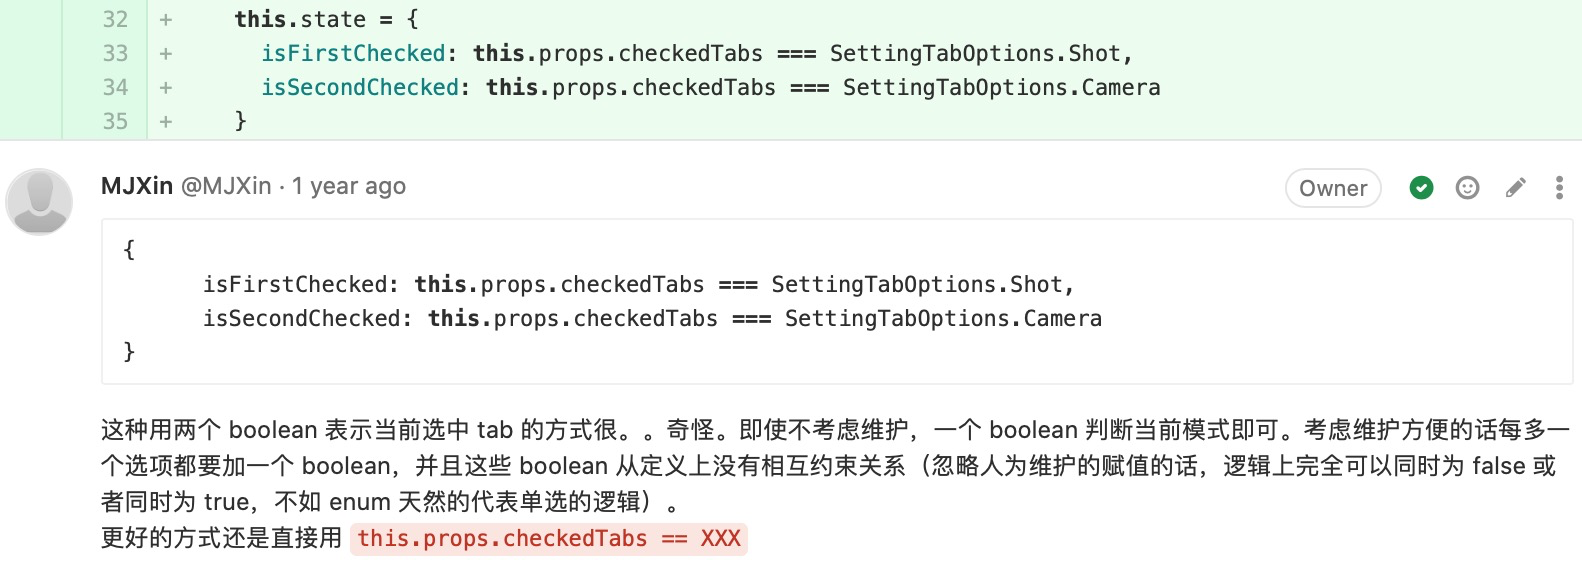 32 + this.state = {
33 + isFirstChecked: this.props.checkedTabs === SettingTabOptions.Shot,
34 + isSecondChecked: this.props.checkedTabs === SettingTabOptions.Camera
35 + }
MJXin @MJXin · 1 year ago
Owner
{
isFirstChecked: this.props.checkedTabs === SettingTabOptions.Shot,
isSecondChecked: this.props.checkedTabs === SettingTabOptions.Camera
}
这种用两个 boolean 表示当前选中 tab 的方式很。。奇怪。即使不考虑维护，一个 boolean 判断当前模式即可。考虑维护方便的话每多一
个选项都要加一个 boolean，并且这些 boolean 从定义上没有相互约束关系（忽略人为维护的赋值的话，逻辑上完全可以同时为 false 或
者同时为 true，不如 enum 天然的代表单选的逻辑）。
更好的方式还是直接用 this.props.checkedTabs == XXX